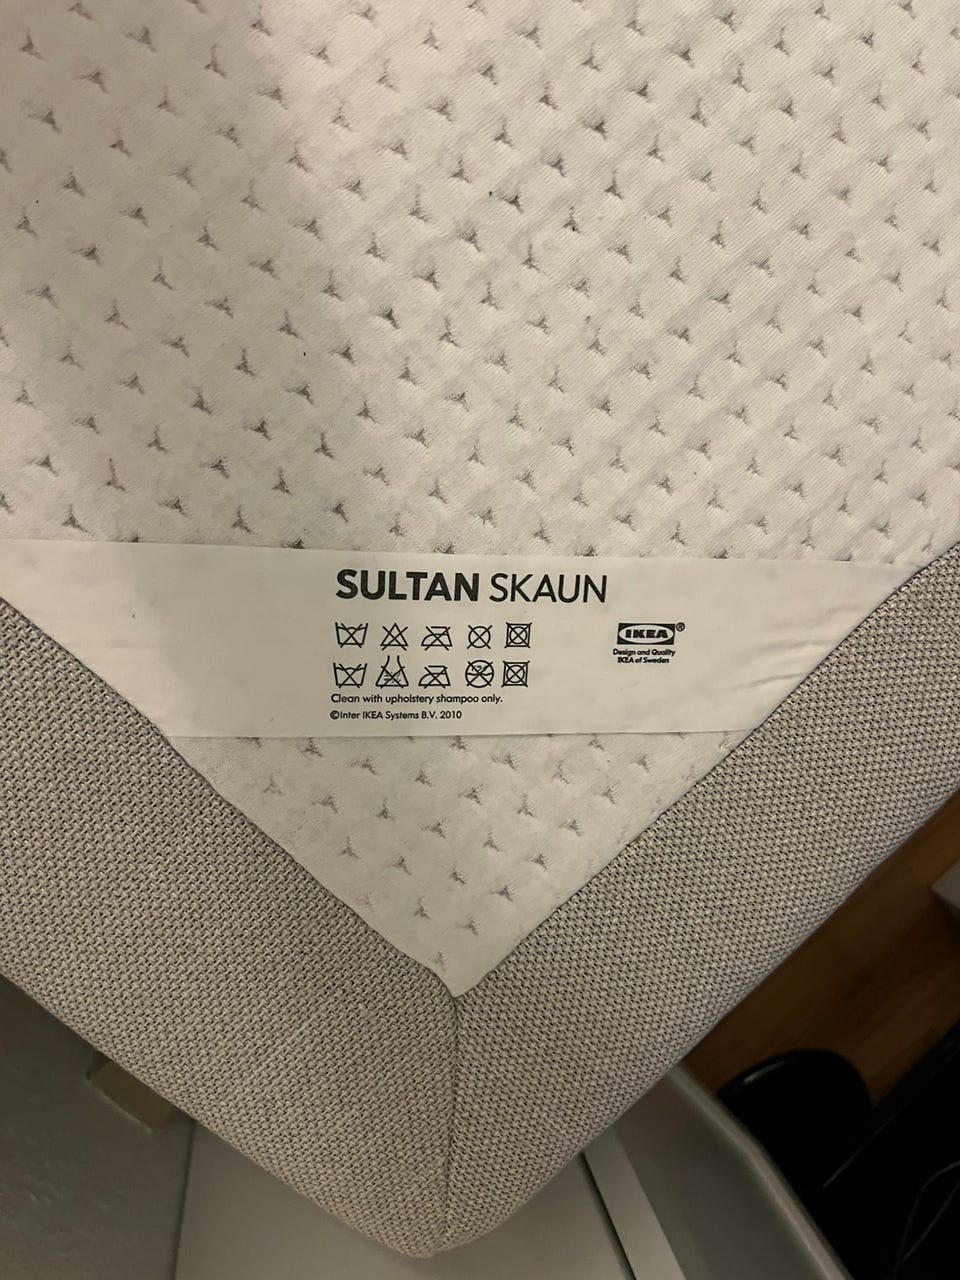 SULTAN SKAUN
IKEA®
Design and Quality
IKEA of Sweden
Clean with upholstery shampoo only.
©Inter IKEA Systems B.V. 2010